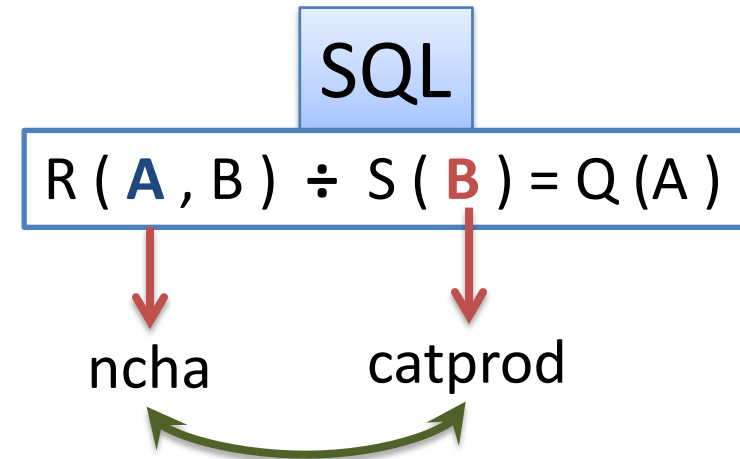 SQL
R ( A , B ) ÷ S ( B ) = Q (A )
ncha catprod